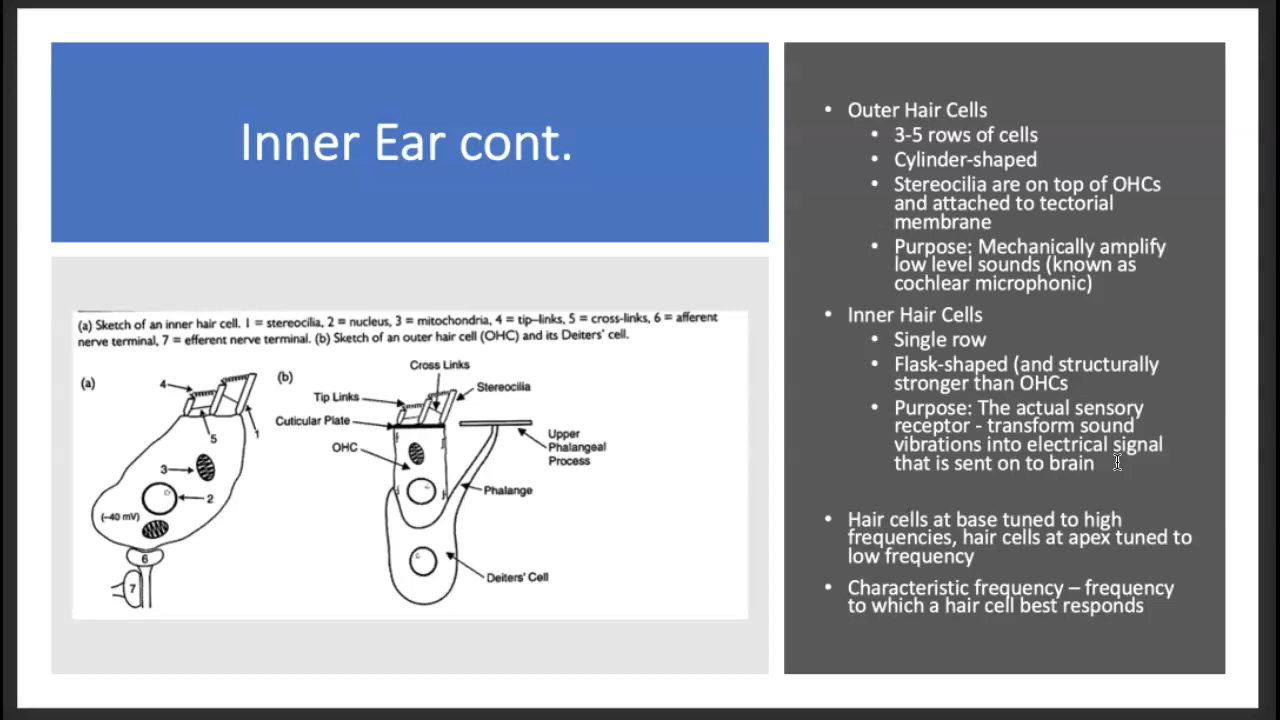 Inner Ear cont.
(a) Sketch of an inner hair cell. 1 = stereocilia, 2 = nucleus, 3 = mitochondria, 4 = tip-links, 5 = cross-links, 6 = afferent
nerve terminal, 7 = efferent nerve terminal. (b) Sketch of an outer hair cell (OHC) and its Deiters' cell.
(a)
4
1
5
3
2
(-40 mV)
6
7
(b)
Cross Links
Stereocilia
Tip Links
Cuticular Plate
Upper
Phalangeal
Process
OHC
Phalange
Deiters' Cell
• Outer Hair Cells
• 3-5 rows of cells
• Cylinder-shaped
• Stereocilia are on top of OHCs
and attached to tectorial
membrane
• Purpose: Mechanically amplify
low level sounds (known as
cochlear microphonic)
• Inner Hair Cells
• Single row
• Flask-shaped (and structurally
stronger than OHCs
• Purpose: The actual sensory
receptor - transform sound
vibrations into electrical signal
that is sent on to brain
• Hair cells at base tuned to high
frequencies, hair cells at apex tuned to
low frequency
• Characteristic frequency – frequency
to which a hair cell best responds